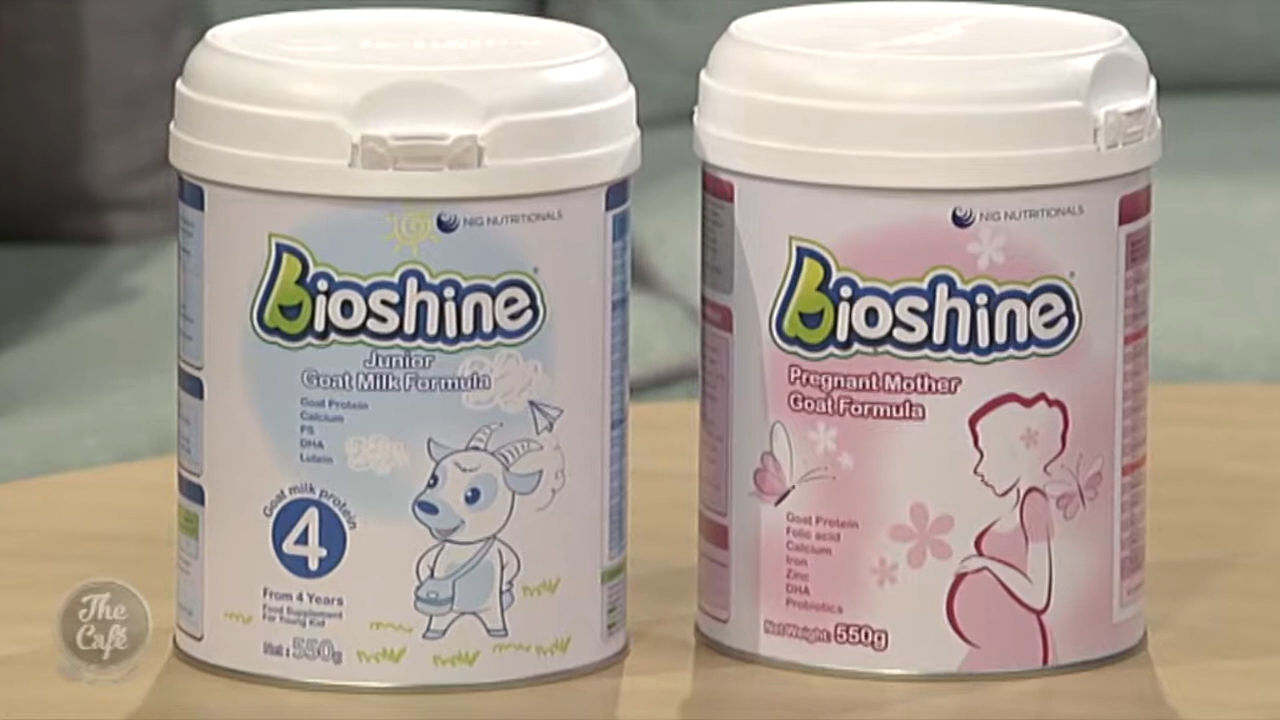 NIG NUTRITIONALS
Bioshine
Junior
Goat Milk Formula
Goat Protein
Calcium
PS
DHA
Lutein
Goat milk protein
4
From 4 Years
Food Supplement
For Young Kid
Net : 550g
NIG NUTRITIONALS
Bioshine
Pregnant Mother
Goat Formula
Goat Protein
Folic acid
Calcium
Iron
Zinc
DHA
Probiotics
Net Weight: 550g
The
Café